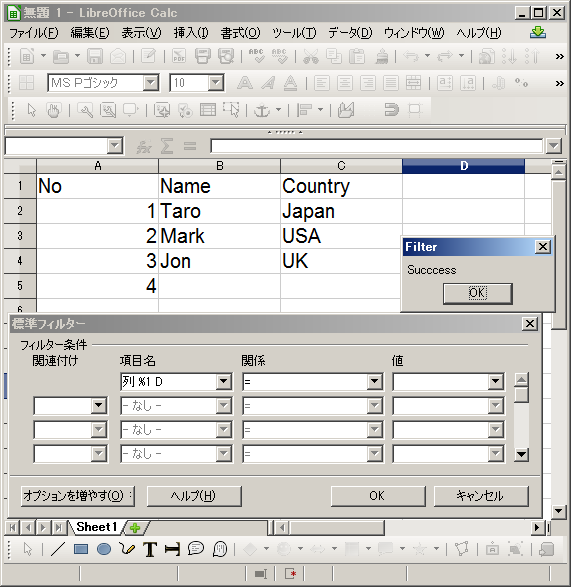 無題 1 - LibreOffice Calc
ファイル(F) 編集(E) 表示(V) 挿入(I) 書式(O) ツール(T) データ(D) ウィンドウ(W) ヘルプ(H)
MS Pゴシック 10
A B C D
1 No Name Country
2 1 Taro Japan
3 2 Mark USA
4 3 Jon UK
5 4
Filter
Succcess
OK
標準フィルター
フィルター条件
関連付け 項目名 関係 値
列 %1 D =
- なし - =
- なし - =
- なし - =
オプションを増やす(O) : ヘルプ(H) OK キャンセル
Sheet1